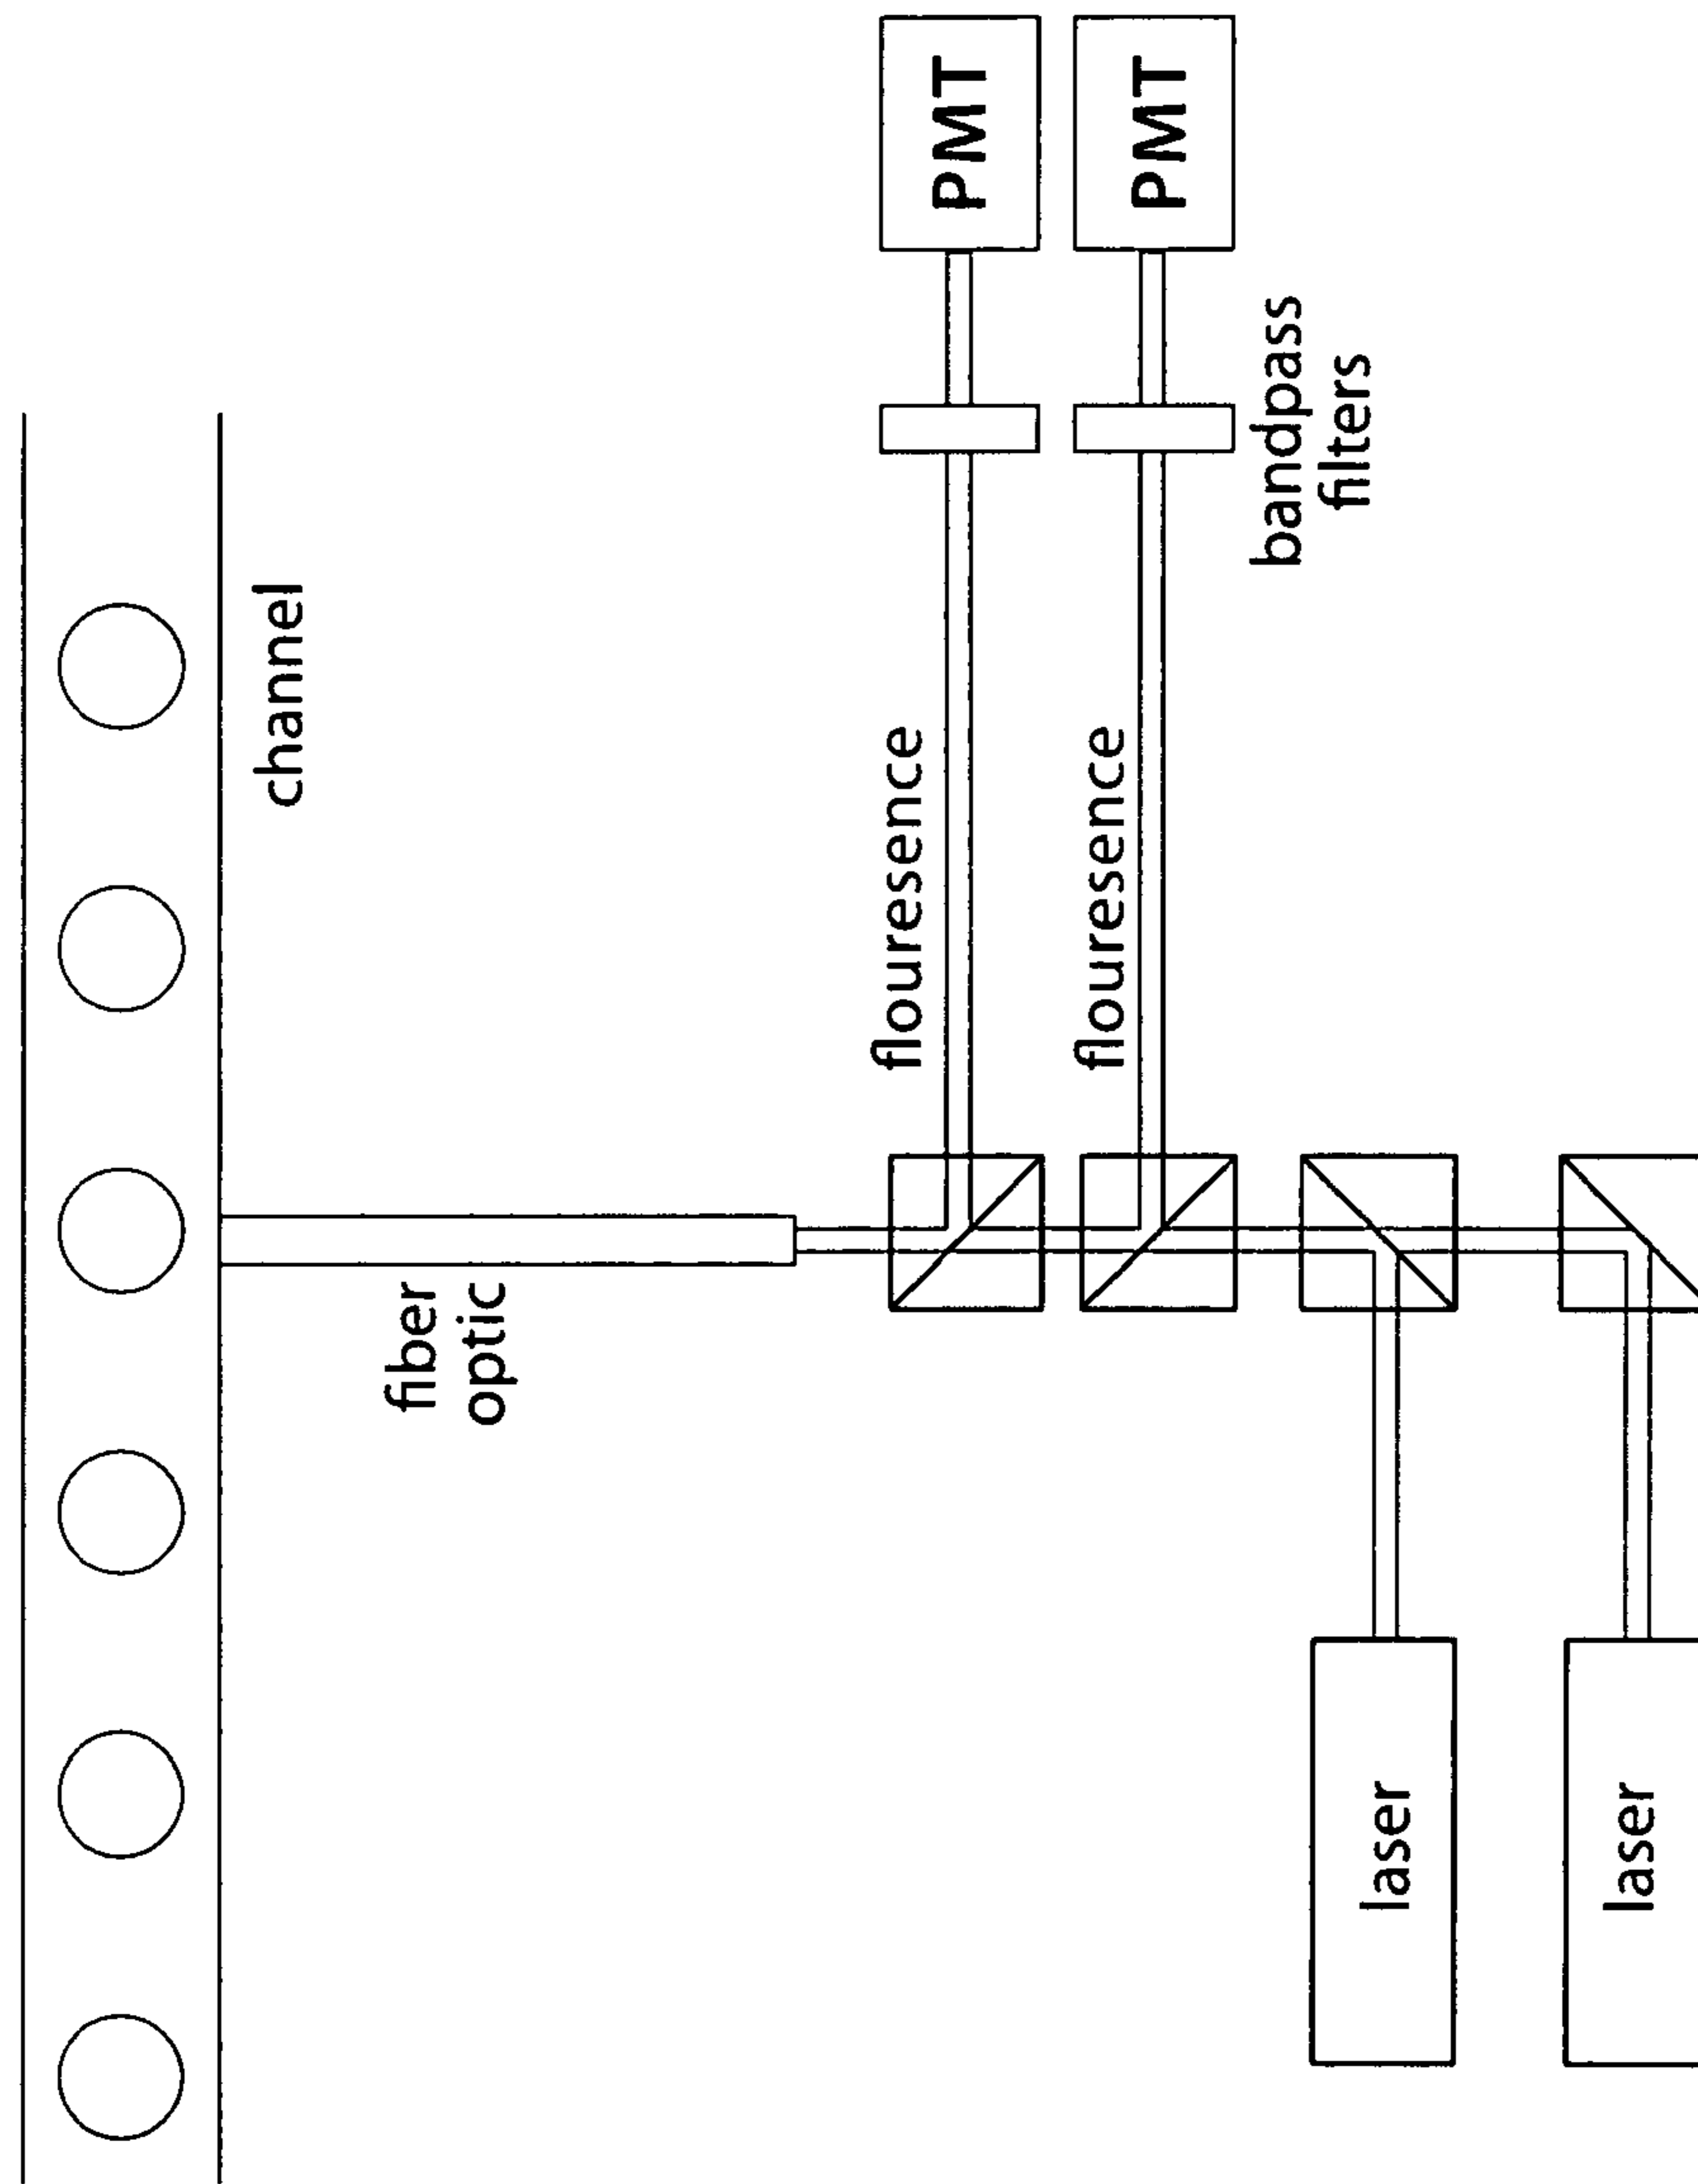 channel
fiber
optic
flouresence
flouresence
PMT
PMT
bandpass
filters
laser
laser